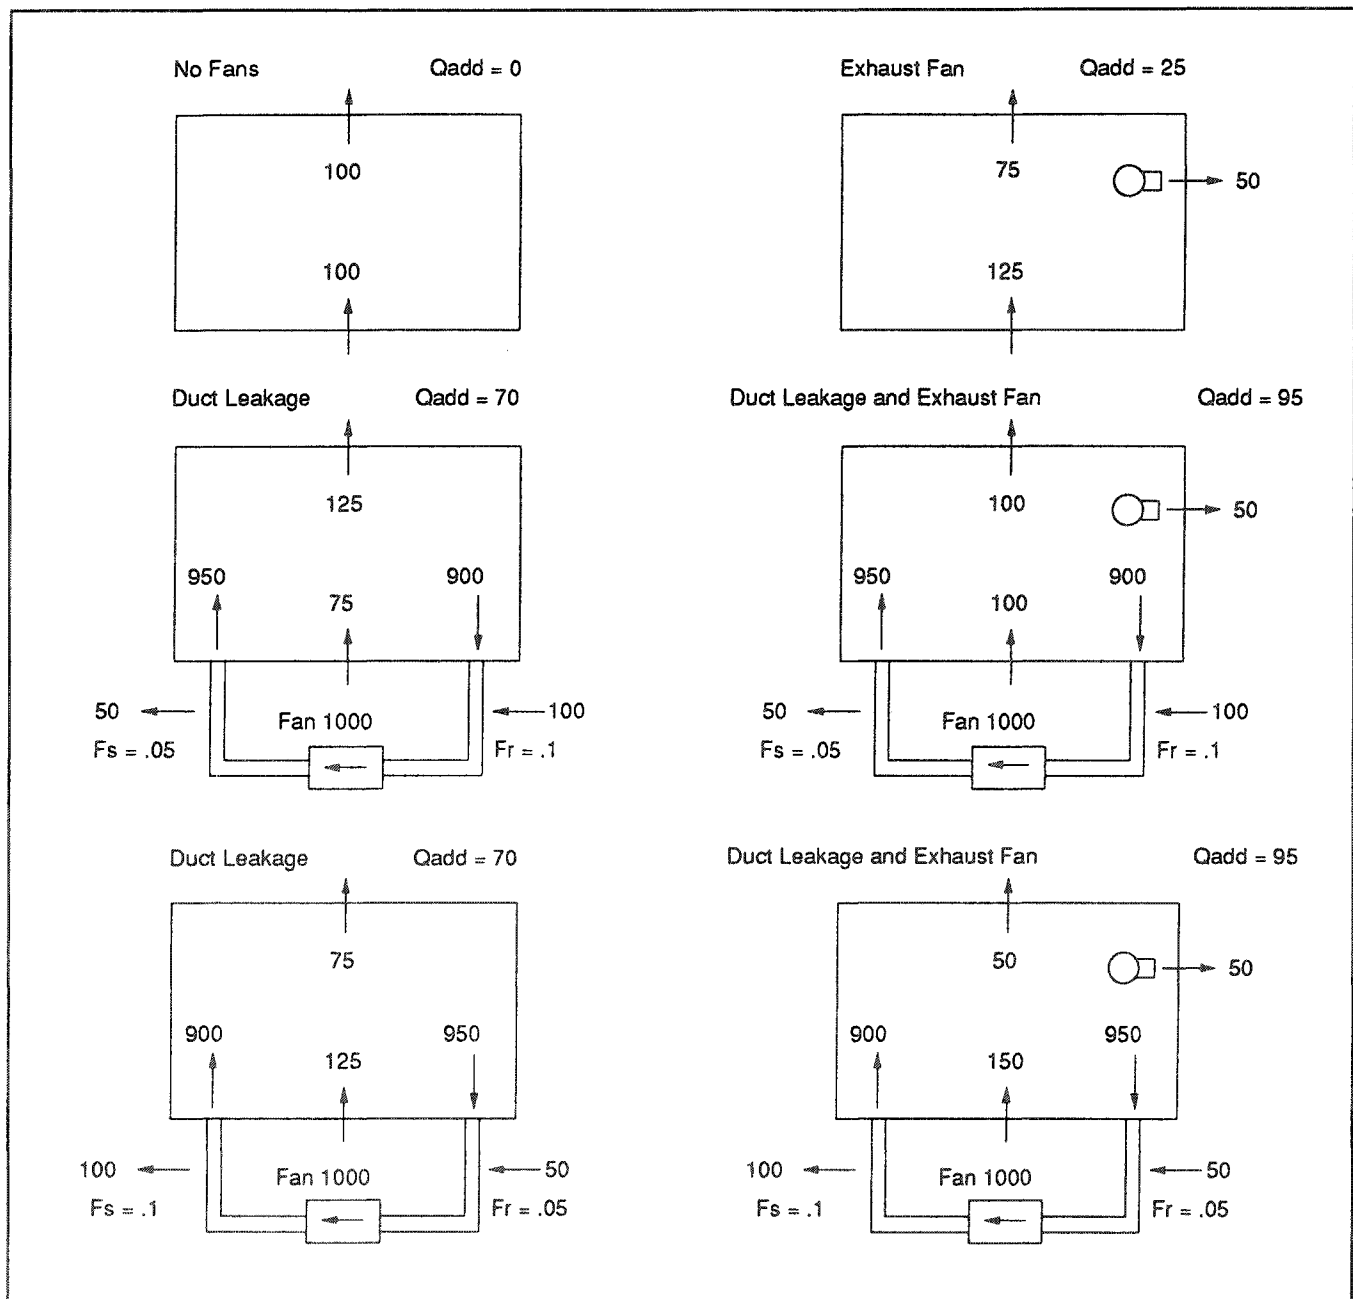 No Fans Qadd = 0
100
100
Exhaust Fan Qadd = 25
75
50
125
Duct Leakage Qadd = 70
125
950 900
75
50 Fan 1000 100
Fs = .05 Fr = .1
Duct Leakage and Exhaust Fan Qadd = 95
100 50
950 900
100
50 Fan 1000 100
Fs = .05 Fr = .1
Duct Leakage Qadd = 70
75
900 950
125
100 Fan 1000 50
Fs = .1 Fr = .05
Duct Leakage and Exhaust Fan Qadd = 95
50 50
900 950
150
100 Fan 1000 50
Fs = .1 Fr = .05